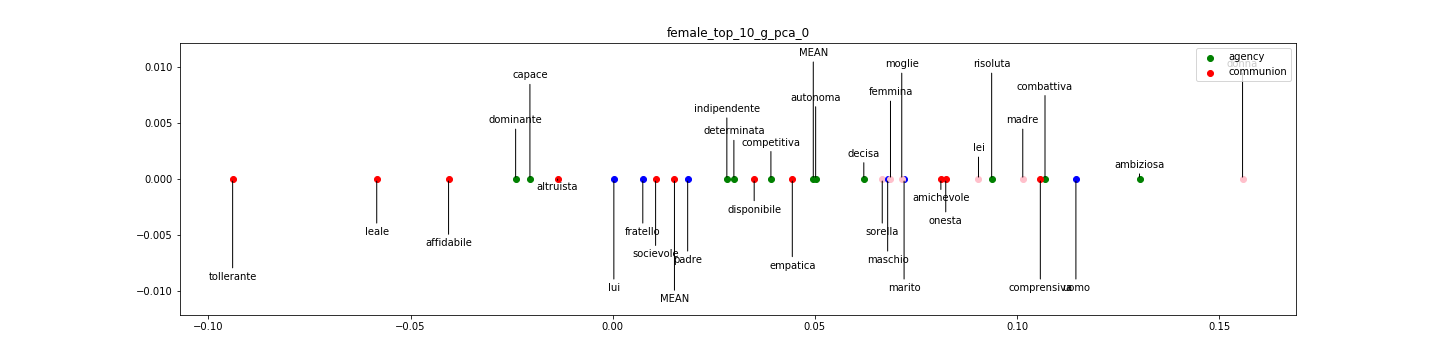 female_top_10_g_pca_0
MEAN
agency
communion
capace
moglie
risoluta
combattiva
femmina
autonoma
indipendente
dominante
determinata
madre
competitiva
lei
decisa
ambiziosa
altruista
amichevole
disponibile
onesta
leale
fratello
sorella
affidabile
socievole
padre
maschio
empatica
tollerante
lui
marito
comprensiva
uomo
MEAN
0.010
0.005
0.000
−0.005
−0.010
−0.10
−0.05
0.00
0.05
0.10
0.15